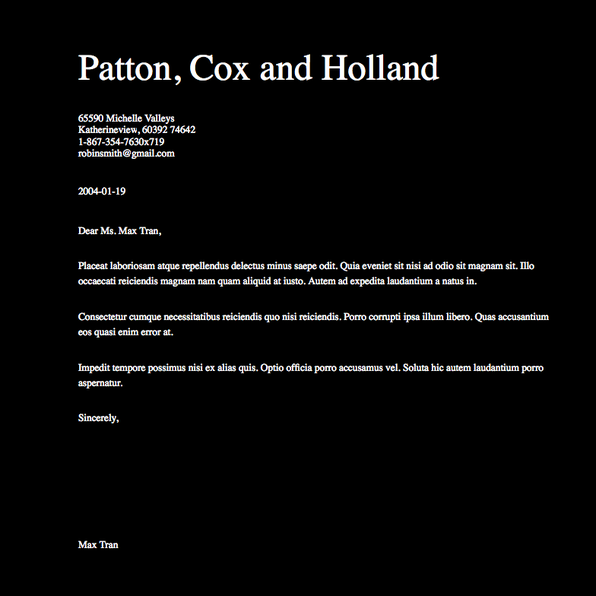 Patton, Cox and Holland
65590 Michelle Valleys
Katherineview, 60392 74642
1-867-354-7630x719
robinsmith@gmail.com
2004-01-19
Dear Ms. Max Tran,
Placeat laboriosam atque repellendus delectus minus saepe odit. Quia eveniet sit nisi ad odio sit magnam sit. Illo
occaecati reiciendis magnam nam quam aliquid at iusto. Autem ad expedita laudantium a natus in.
Consectetur cumque necessitatibus reiciendis quo nisi reiciendis. Porro corrupti ipsa illum libero. Quas accusantium
eos quasi enim error at.
Impedit tempore possimus nisi ex alias quis. Optio officia porro accusamus vel. Soluta hic autem laudantium porro
aspernatur.
Sincerely,
Max Tran